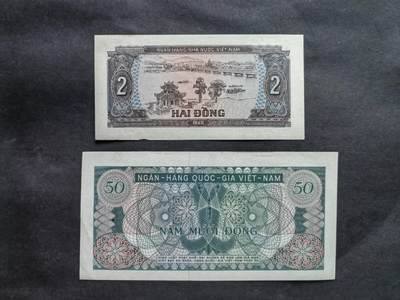 NGÂN HÀNG NHÀ NƯỚC VIỆT NAM
2 2
HAI ĐỒNG
NGÂN-HÀNG QUỐC-GIA VIỆT-NAM
50 50
NĂM MƯƠI ĐỒNG